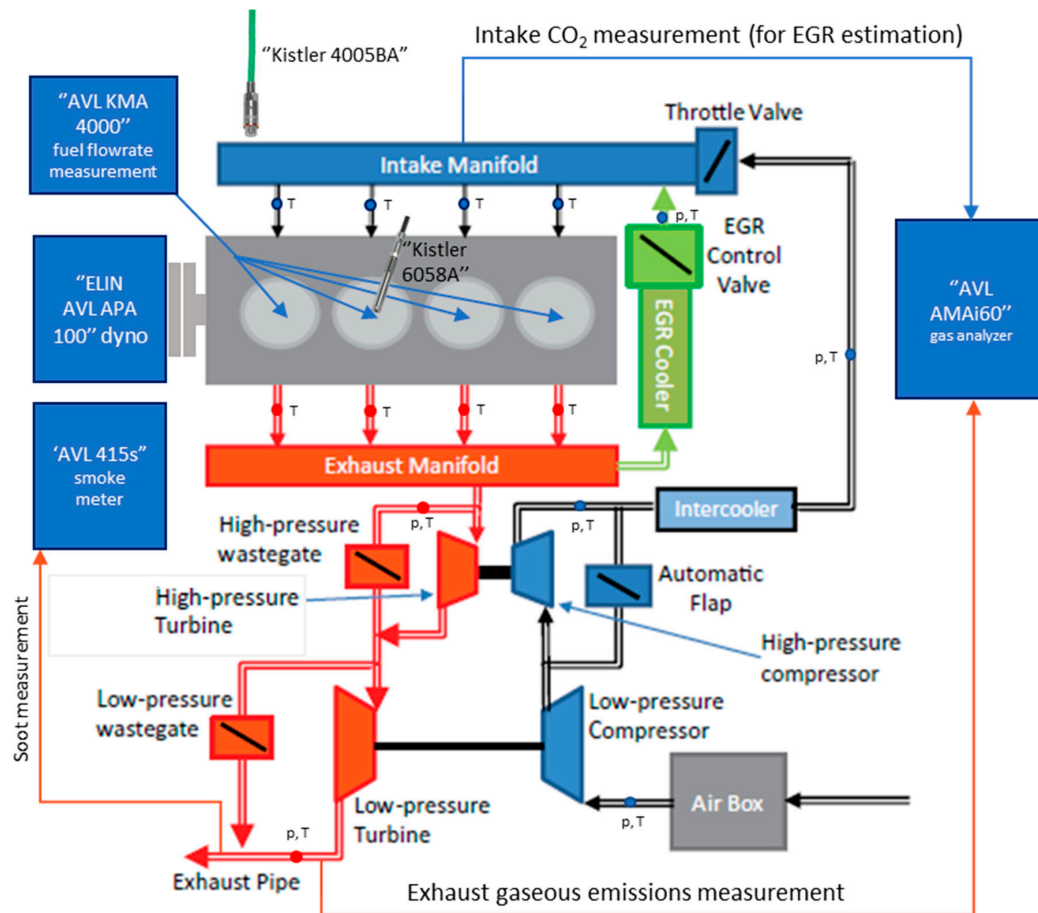 Intake CO₂ measurement (for EGR estimation)
‘’Kistler 4005BA’’
‘’AVL KMA
4000’’
fuel flowrate
measurement
Throttle Valve
Intake Manifold
T
T
T
T
p, T
EGR
Control
Valve
‘’Kistler
6058A’’
‘’ELIN
AVL APA
100’’ dyno
‘’AVL
AMAi60’’
gas analyzer
EGR Cooler
p, T
T
T
T
T
‘AVL 415s’’
smoke
meter
Exhaust Manifold
Intercooler
p, T
p, T
High-pressure
wastegate
Automatic
Flap
High-pressure
Turbine
High-pressure
compressor
Soot measurement
Low-pressure
wastegate
Low-pressure
Compressor
Air Box
p, T
Low-pressure
Turbine
p, T
Exhaust Pipe
Exhaust gaseous emissions measurement